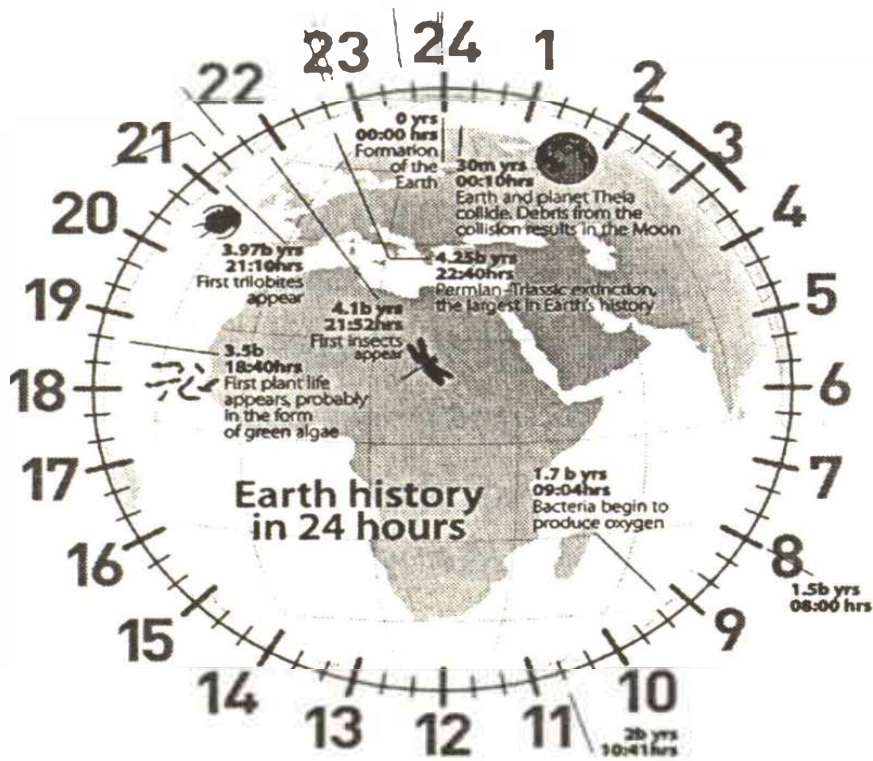 24
1
2
3
4
5
6
7
8
9
10
11
12
13
14
15
16
17
18
19
20
21
22
23
0 yrs
00:00 hrs
Formation
of the
Earth
30m yrs
00:10hrs
Earth and planet Theia
collide. Debris from the
collision results in the Moon
3.97b yrs
21:10hrs
First trilobites
appear
4.25b yrs
22:40hrs
Permian-Triassic extinction,
the largest in Earth's history
4.1b yrs
21:52hrs
First insects
appear
3.5b
18:40hrs
First plant life
appears, probably
in the form
of green algae
1.7 b yrs
09:04hrs
Bacteria begin to
produce oxygen
Earth history
in 24 hours
1.5b yrs
08:00 hrs
2b yrs
10:41hrs